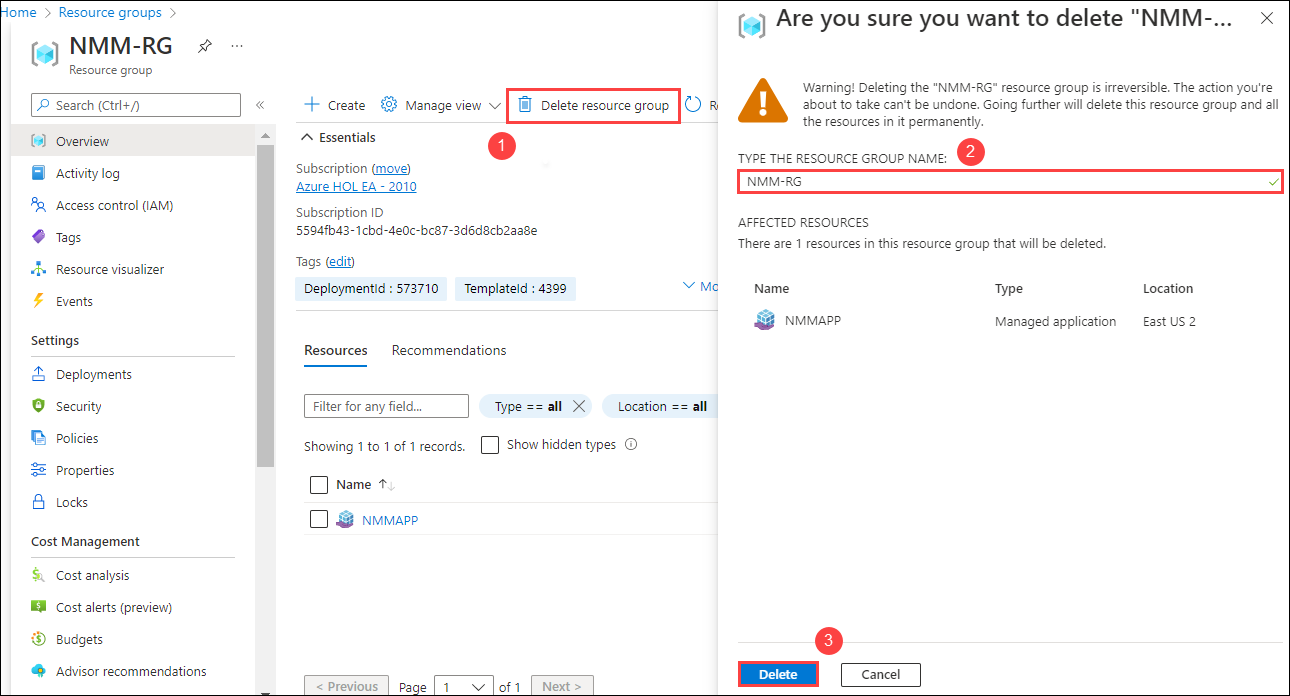 Home > Resource groups >
NMM-RG
...
Resource group
Search (Ctrl+/)
«
Overview
Activity log
Access control (IAM)
Tags
Resource visualizer
Events
Settings
Deployments
Security
Policies
Properties
Locks
Cost Management
Cost analysis
Cost alerts (preview)
Budgets
Advisor recommendations
Create
Manage view
Delete resource group
1
Essentials
Subscription (move)
Azure HOL EA - 2010
Subscription ID
5594fb43-1cbd-4e0c-bc87-3d6d8cb2aa8e
Tags (edit)
DeploymentId : 573710
TemplateId : 4399
Resources
Recommendations
Filter for any field...
Type == all
Location == all
Showing 1 to 1 of 1 records.
Show hidden types
Name ↑↓
NMMAPP
< Previous
Page
1
of 1
Next >
Are you sure you want to delete "NMM-...
Warning! Deleting the "NMM-RG" resource group is irreversible. The action you're
about to take can't be undone. Going further will delete this resource group and all
the resources in it permanently.
TYPE THE RESOURCE GROUP NAME:
2
NMM-RG
AFFECTED RESOURCES
There are 1 resources in this resource group that will be deleted.
Name Type Location
NMMAPP Managed application East US 2
3
Delete
Cancel